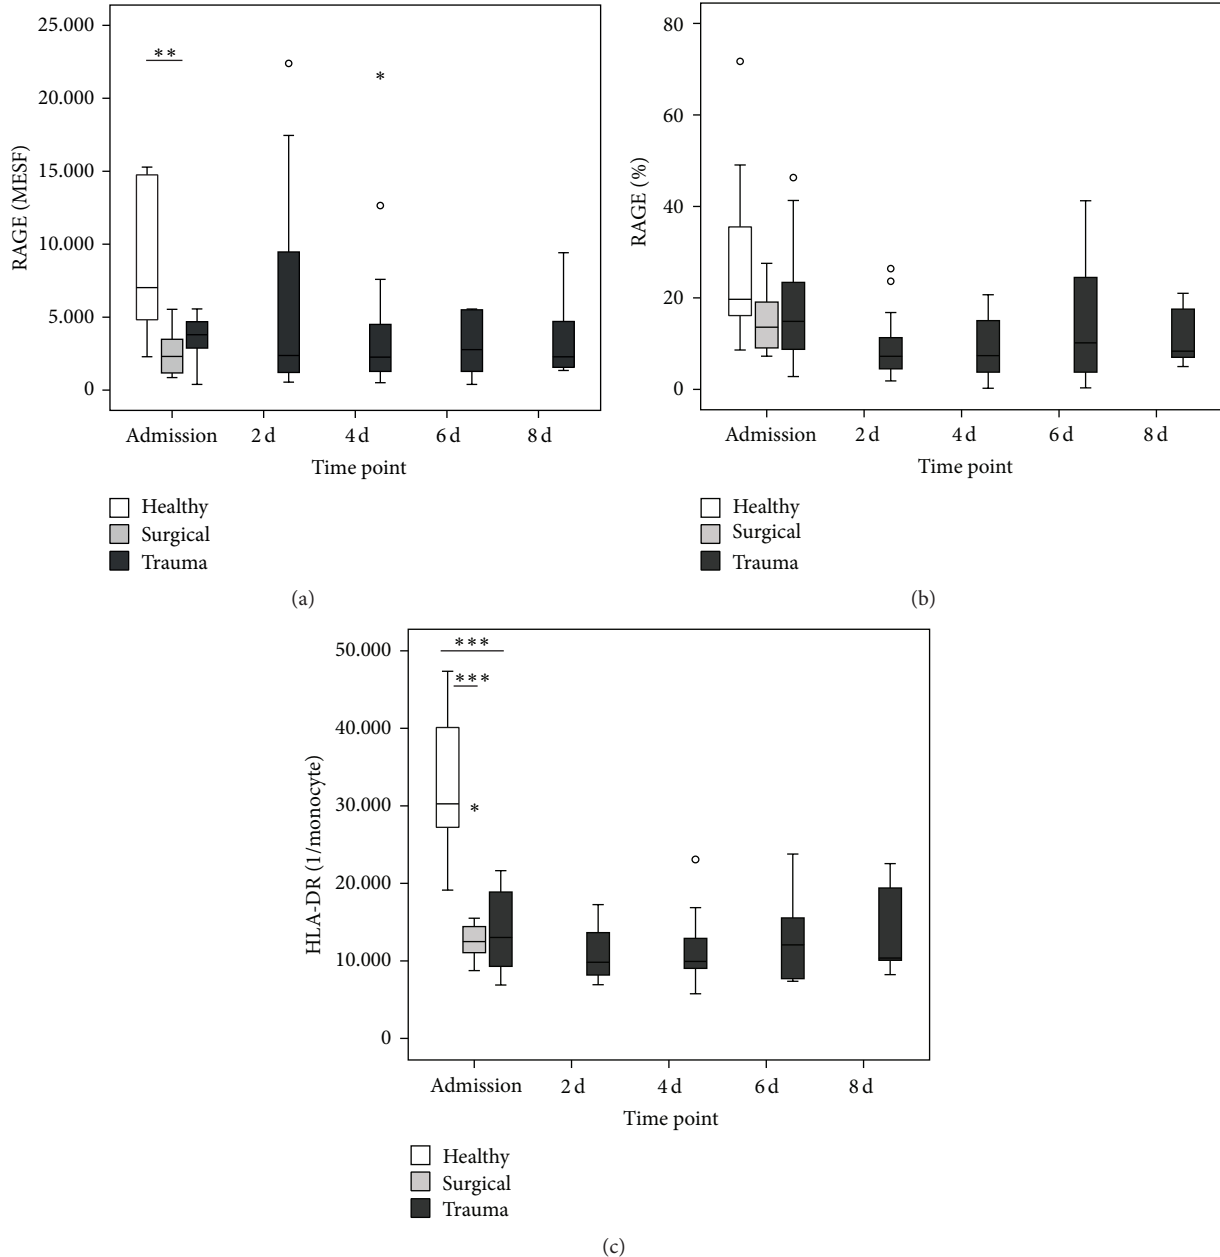 25.000
20.000
15.000
10.000
5.000
0
RAGE (MESF)
**
*
Admission 2 d 4 d 6 d 8 d
Time point
Healthy
Surgical
Trauma
(a)
80
60
40
20
0
RAGE (%)
Admission 2 d 4 d 6 d 8 d
Time point
Healthy
Surgical
Trauma
(b)
50.000
40.000
30.000
20.000
10.000
0
HLA-DR (1/monocyte)
***
***
*
Admission 2 d 4 d 6 d 8 d
Time point
Healthy
Surgical
Trauma
(c)